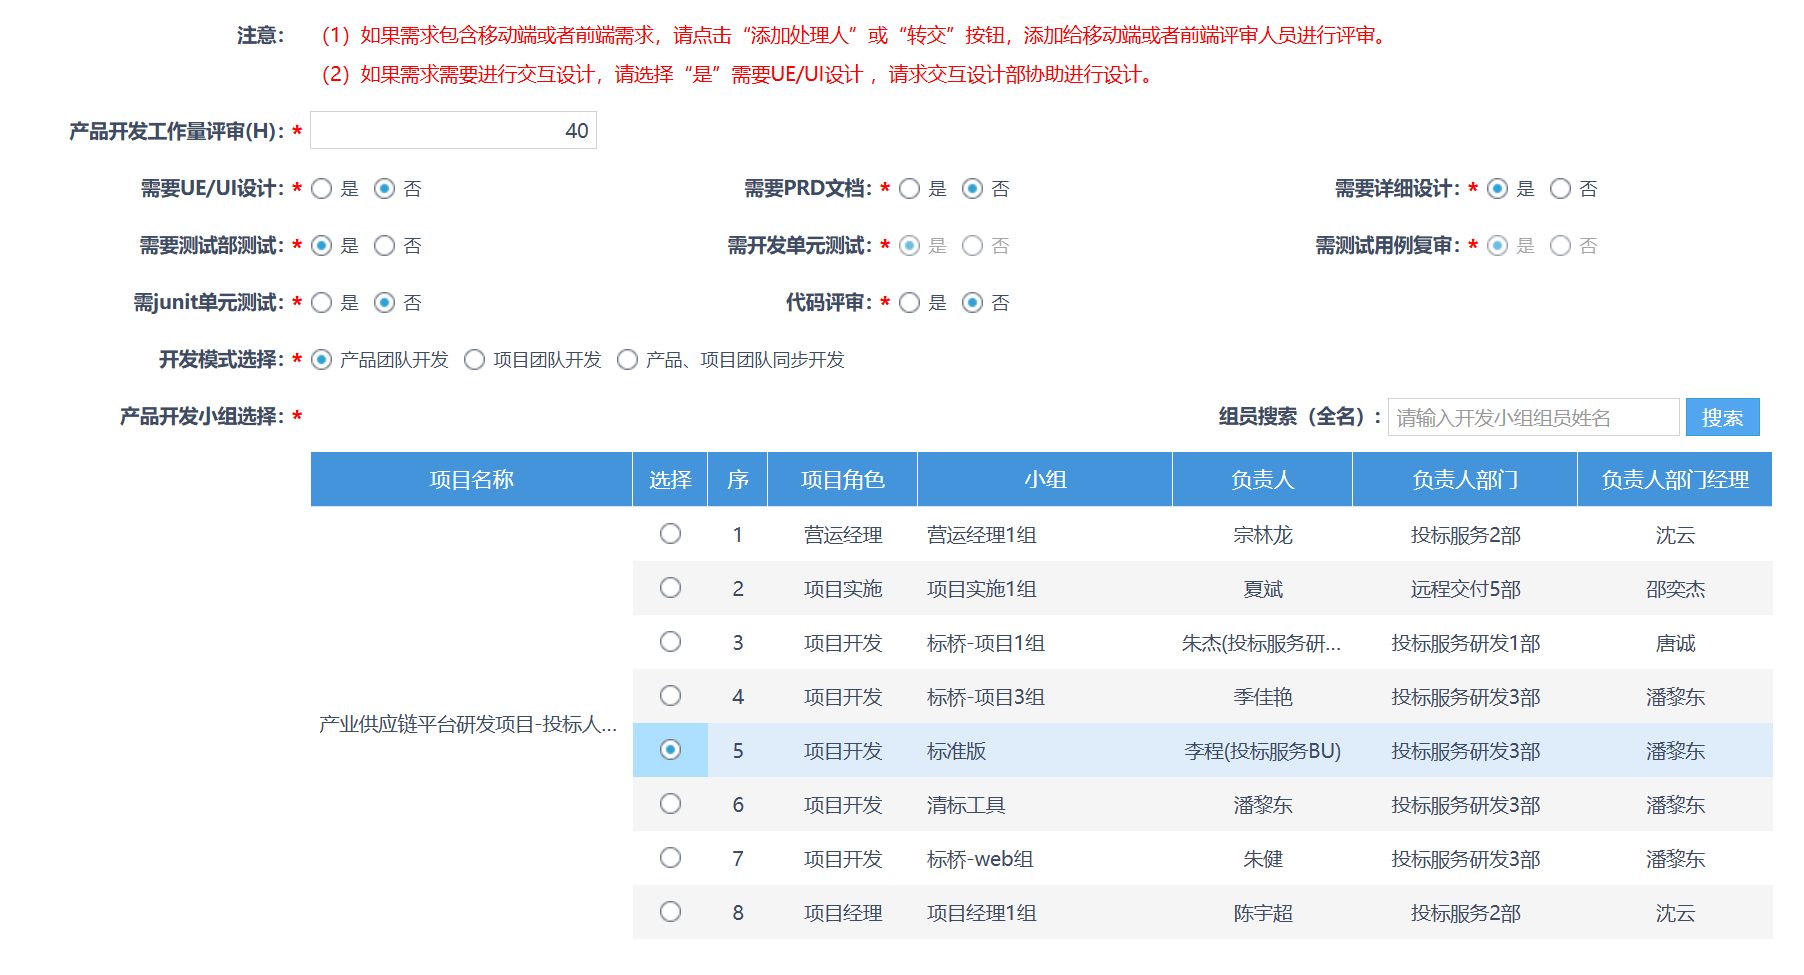 注意： （1）如果需求包含移动端或者前端需求，请点击“添加处理人”或“转交”按钮，添加给移动端或者前端评审人员进行评审。
（2）如果需求需要进行交互设计，请选择“是”需要UE/UI设计 ，请求交互设计部协助进行设计。
产品开发工作量评审(H)：* 40
需要UE/UI设计：* 是 否 需要PRD文档：* 是 否 需要详细设计：* 是 否
需要测试部测试：* 是 否 需开发单元测试：* 是 否 需测试用例复审：* 是 否
需junit单元测试：* 是 否 代码评审：* 是 否
开发模式选择：* 产品团队开发 项目团队开发 产品、项目团队同步开发
产品开发小组选择：* 组员搜索（全名）: 请输入开发小组组员姓名 搜索
项目名称 选择 序 项目角色 小组 负责人 负责人部门 负责人部门经理
1 营运经理 营运经理1组 宗林龙 投标服务2部 沈云
2 项目实施 项目实施1组 夏斌 远程交付5部 邵奕杰
3 项目开发 标桥-项目1组 朱杰(投标服务研... 投标服务研发1部 唐诚
4 项目开发 标桥-项目3组 季佳艳 投标服务研发3部 潘黎东
产业供应链平台研发项目-投标人...
5 项目开发 标准版 李程(投标服务BU) 投标服务研发3部 潘黎东
6 项目开发 清标工具 潘黎东 投标服务研发3部 潘黎东
7 项目开发 标桥-web组 朱健 投标服务研发3部 潘黎东
8 项目经理 项目经理1组 陈宇超 投标服务2部 沈云